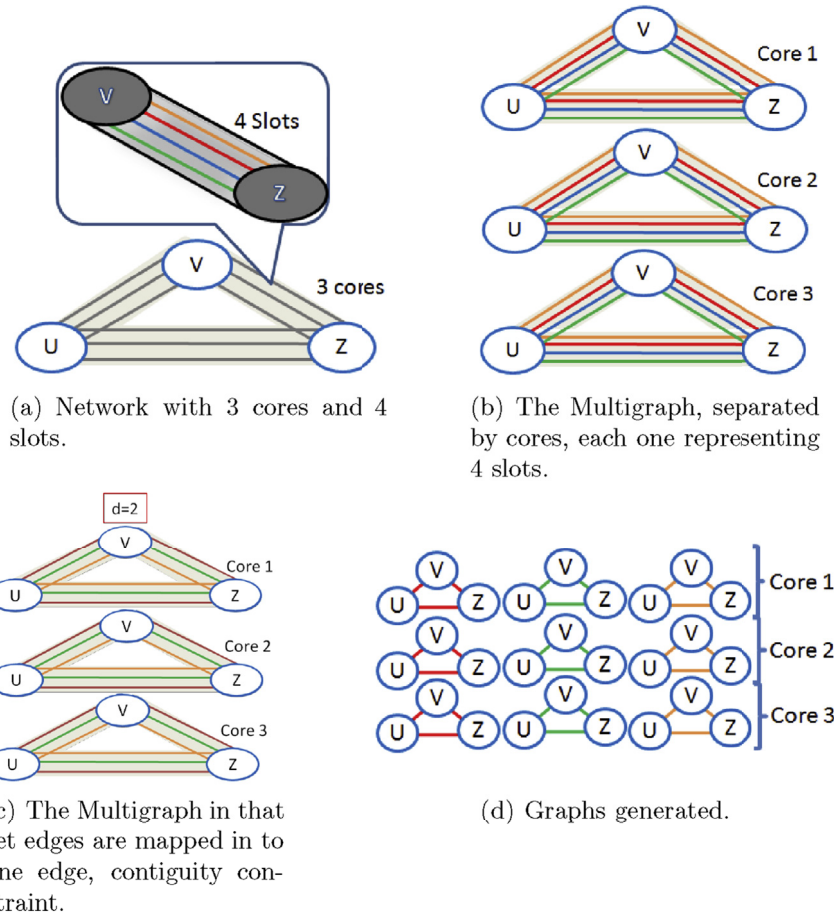 V
4 Slots
Z
V
3 cores
U
Z
(a) Network with 3 cores and 4
slots.
V
Core 1
U
Z
V
Core 2
U
Z
V
Core 3
U
Z
(b) The Multigraph, separated
by cores, each one representing
4 slots.
d=2
V
Core 1
U
Z
V
Core 2
U
Z
V
Core 3
U
Z
c) The Multigraph in that
et edges are mapped in to
ne edge, contiguity con-
traint.
V V V
U Z U Z U Z
Core 1
V V V
U Z U Z U Z
Core 2
V V V
U Z U Z U Z
Core 3
(d) Graphs generated.